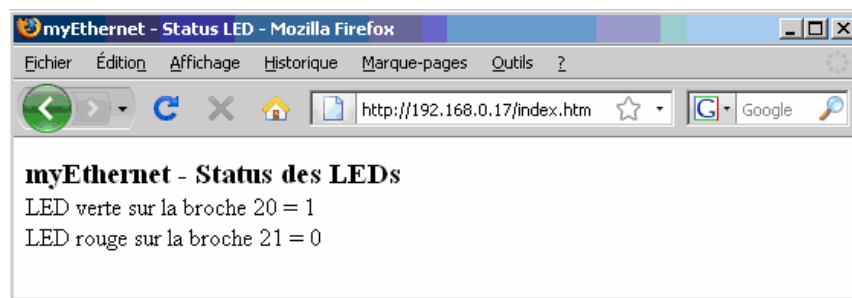 myEthernet - Status LED - Mozilla Firefox
Fichier Édition Affichage Historique Marque-pages Outils ?
http://192.168.0.17/index.htm G Google
myEthernet - Status des LEDs
LED verte sur la broche 20 = 1
LED rouge sur la broche 21 = 0